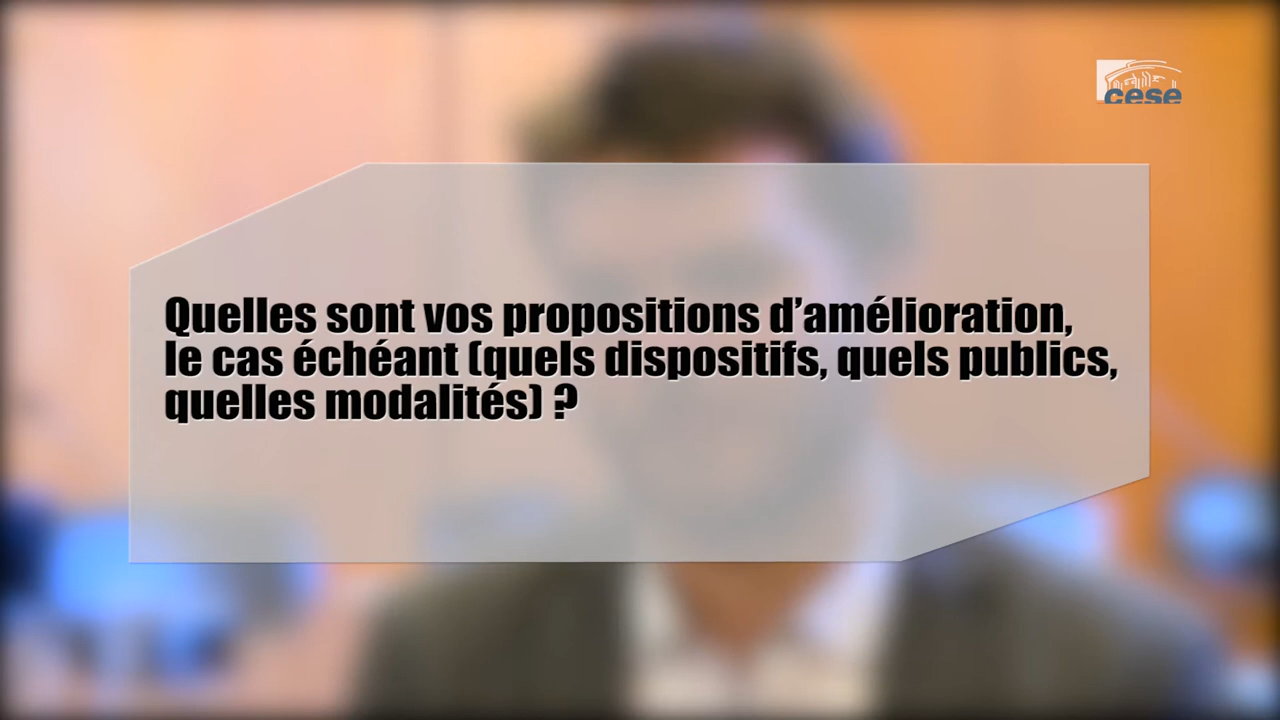 cese
Quelles sont vos propositions d’amélioration,
le cas échéant (quels dispositifs, quels publics,
quelles modalités) ?